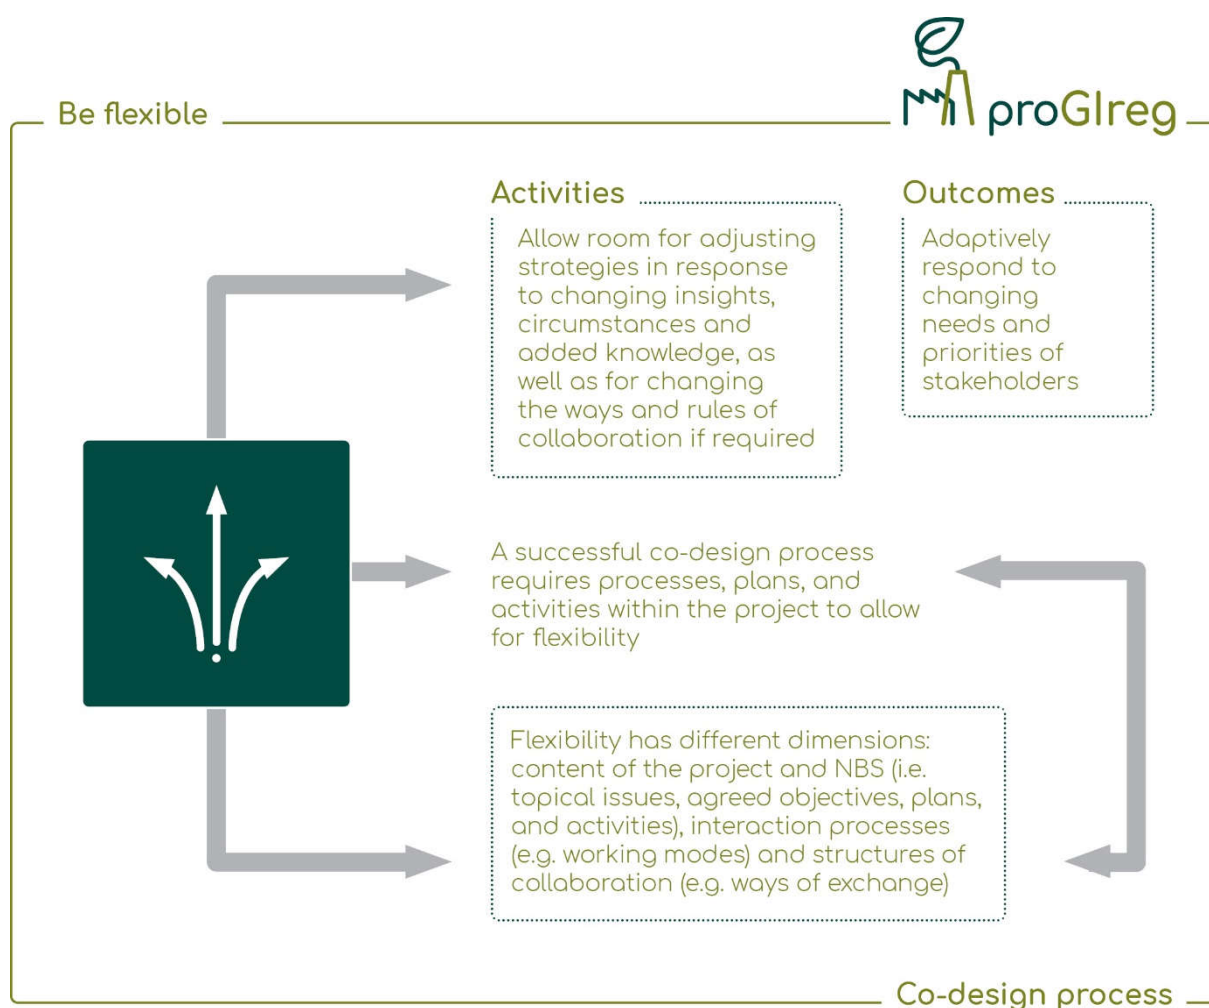 Be flexible
proGIreg
Activities
Allow room for adjusting
strategies in response
to changing insights,
circumstances and
added knowledge, as
well as for changing
the ways and rules of
collaboration if required
Outcomes
Adaptively
respond to
changing
needs and
priorities of
stakeholders
A successful co-design process
requires processes, plans, and
activities within the project to allow
for flexibility
Flexibility has different dimensions:
content of the project and NBS (i.e.
topical issues, agreed objectives, plans,
and activities), interaction processes
(e.g. working modes) and structures of
collaboration (e.g. ways of exchange)
Co-design process